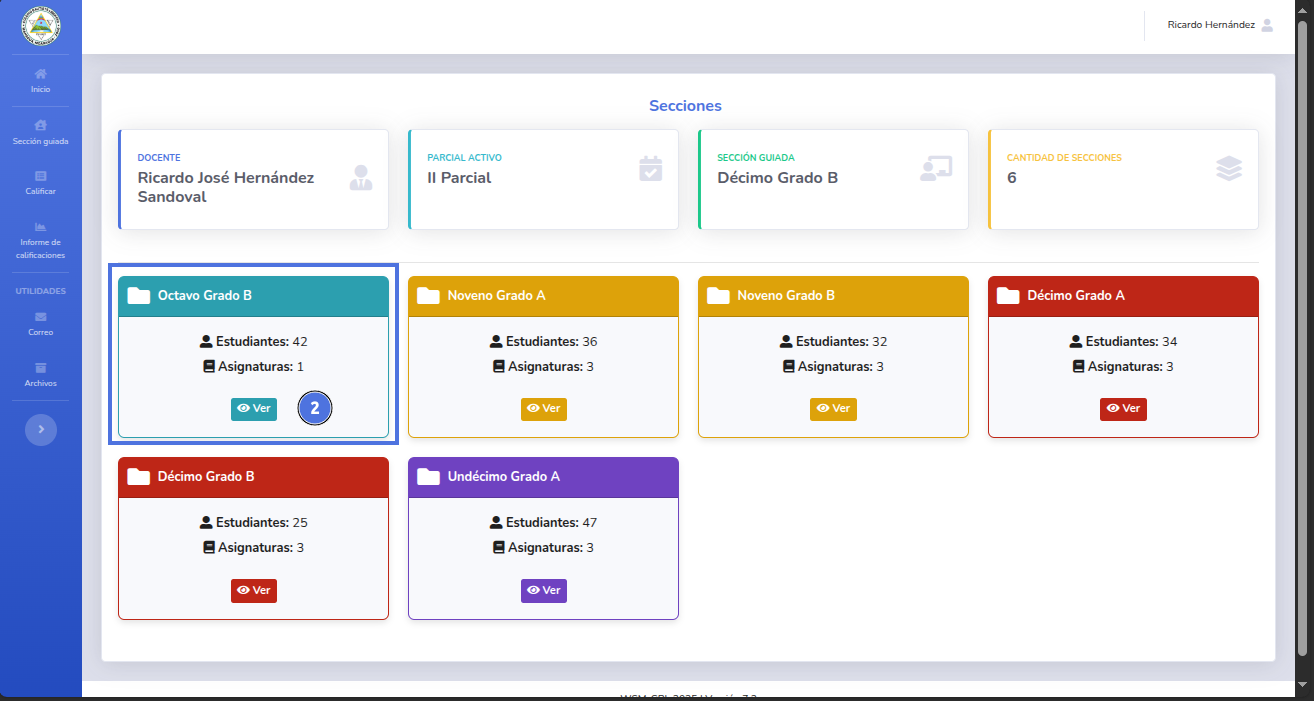 Ricardo Hernández
Inicio
Sección guiada
Calificar
Informe de
calificaciones
UTILIDADES
Correo
Archivos
Secciones
DOCENTE
Ricardo José Hernández
Sandoval
PARCIAL ACTIVO
II Parcial
SECCIÓN GUIADA
Décimo Grado B
CANTIDAD DE SECCIONES
6
Octavo Grado B
Estudiantes: 42
Asignaturas: 1
Ver
2
Noveno Grado A
Estudiantes: 36
Asignaturas: 3
Ver
Noveno Grado B
Estudiantes: 32
Asignaturas: 3
Ver
Décimo Grado A
Estudiantes: 34
Asignaturas: 3
Ver
Décimo Grado B
Estudiantes: 25
Asignaturas: 3
Ver
Undécimo Grado A
Estudiantes: 47
Asignaturas: 3
Ver